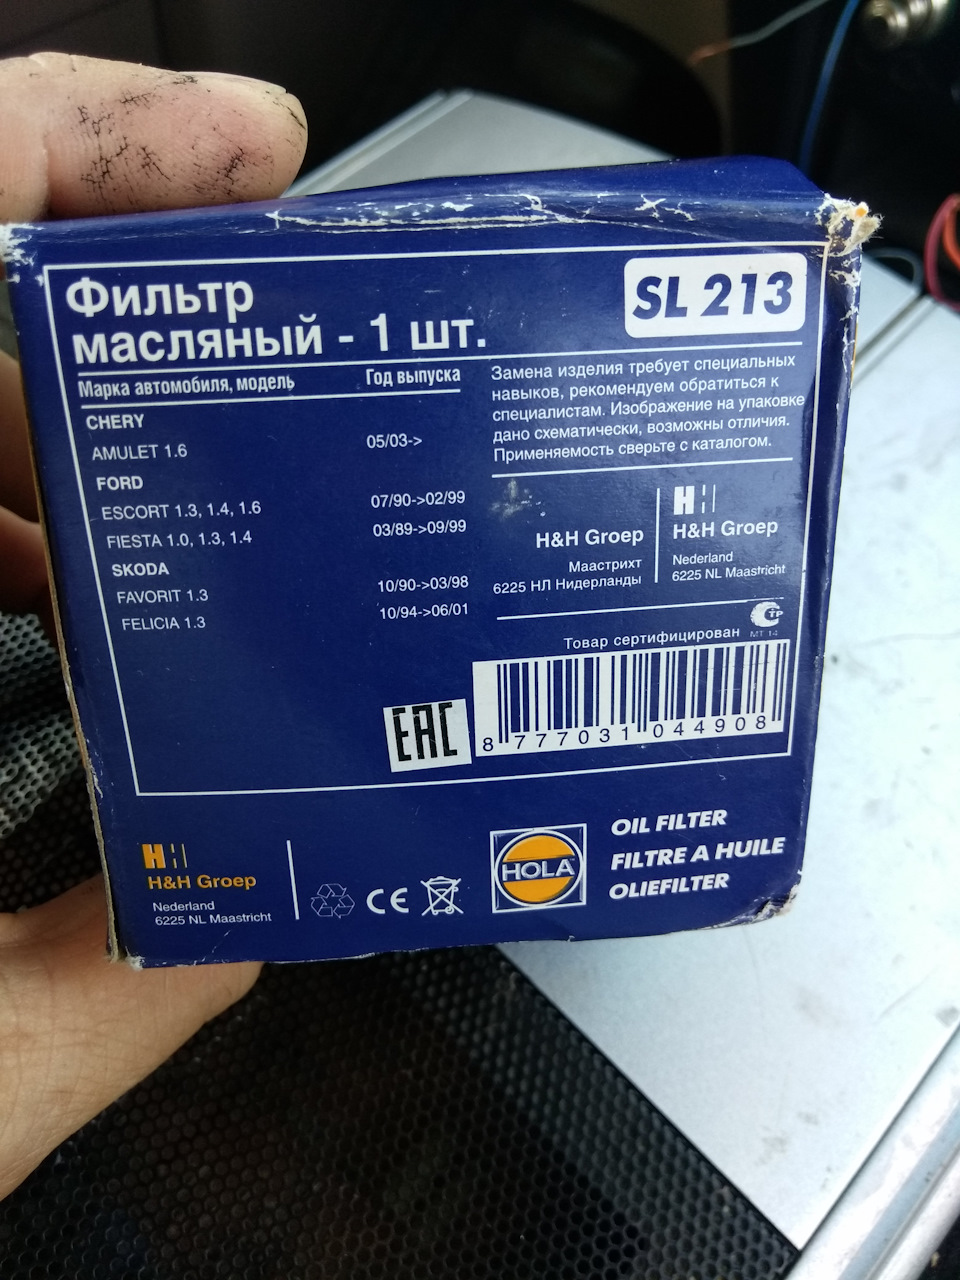 Фильтр
масляный - 1 шт.
SL 213
Марка автомобиля, модель Год выпуска
CHERY
AMULET 1.6 05/03->
FORD
ESCORT 1.3, 1.4, 1.6 07/90->02/99
FIESTA 1.0, 1.3, 1.4 03/89->09/99
SKODA
FAVORIT 1.3 10/90->03/98
FELICIA 1.3 10/94->06/01
Замена изделия требует специальных
навыков, рекомендуем обратиться к
специалистам. Изображение на упаковке
дано схематически, возможны отличия.
Применяемость сверьте с каталогом.
H&H Groep
Маастрихт
6225 НЛ Нидерланды
HH
H&H Groep
Nederland
6225 NL Maastricht
Товар сертифицирован
СТР
МТ 14
EAC
8 777031 044908
HH
H&H Groep
Nederland
6225 NL Maastricht
CE
HOLA
OIL FILTER
FILTRE A HUILE
OLIEFILTER